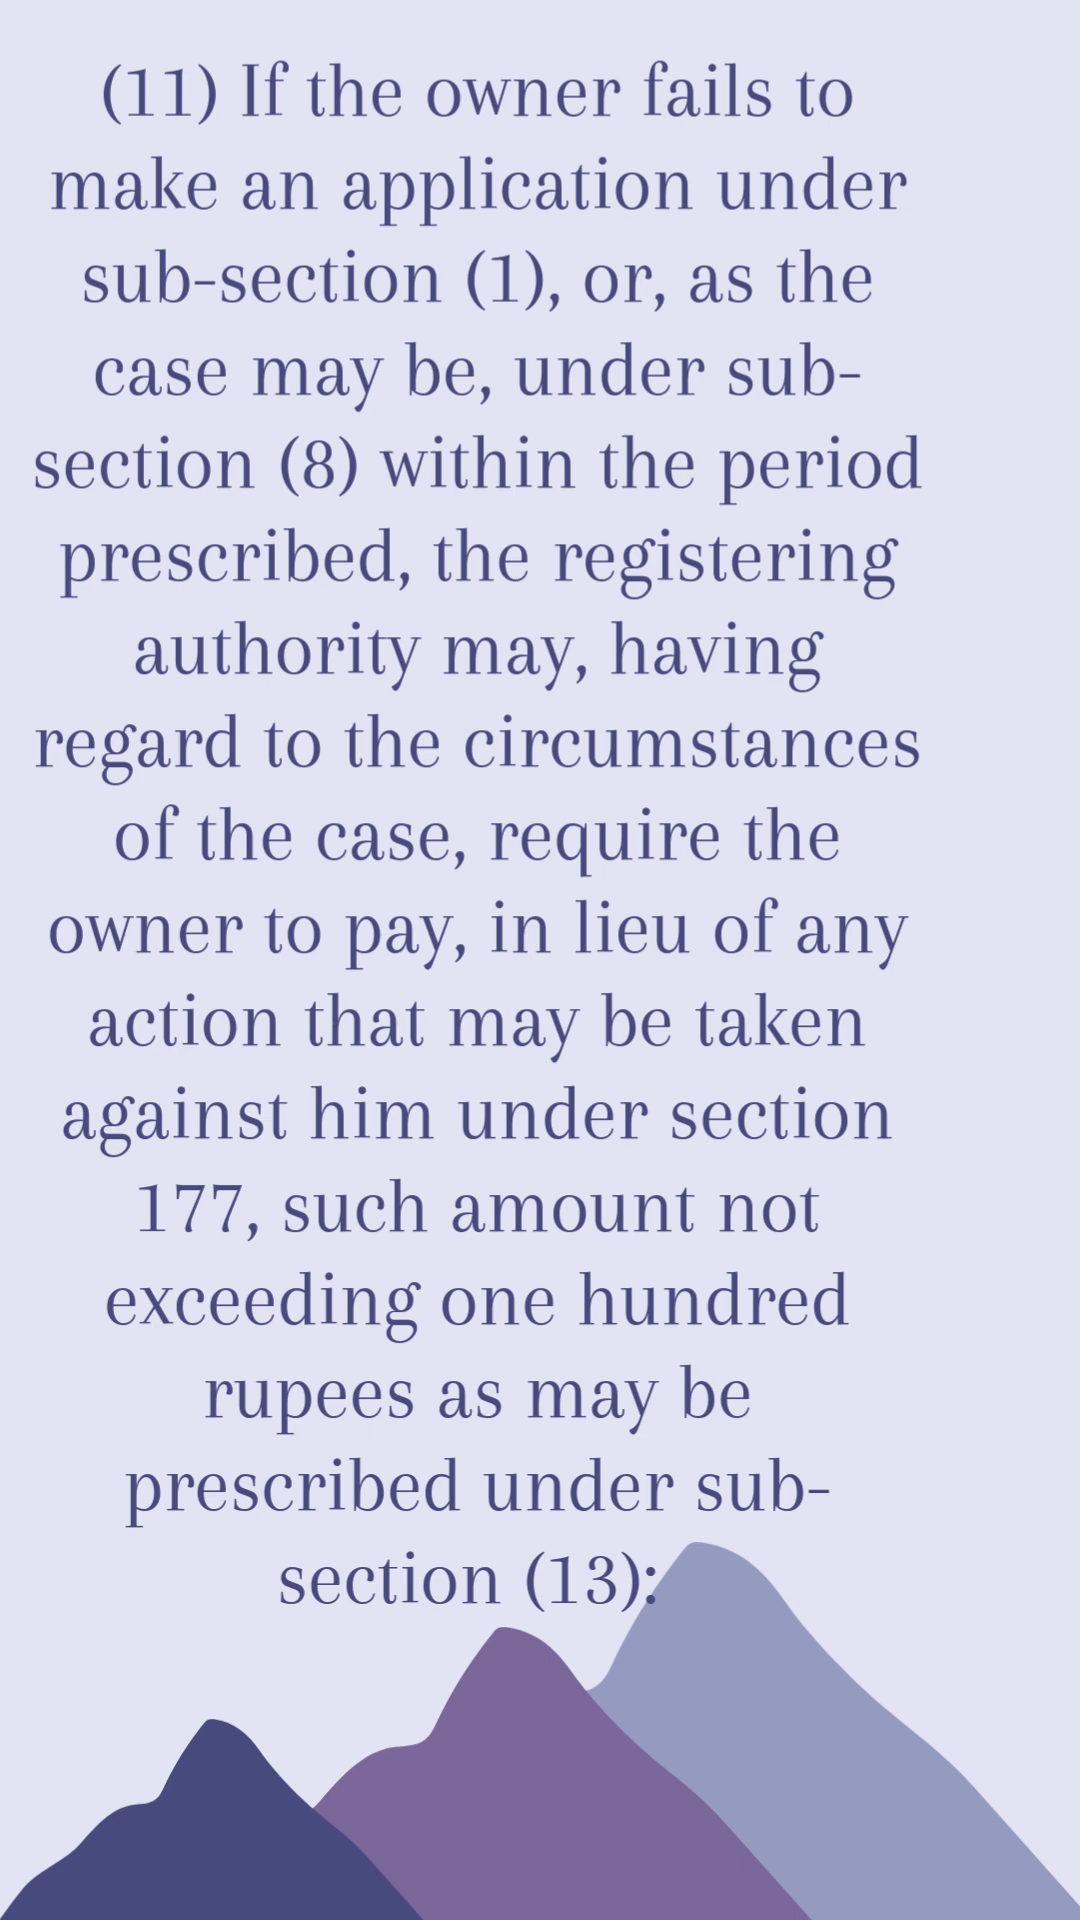 (11) If the owner fails to
make an application under
sub-section (1), or, as the
case may be, under sub-
section (8) within the period
prescribed, the registering
authority may, having
regard to the circumstances
of the case, require the
owner to pay, in lieu of any
action that may be taken
against him under section
177, such amount not
exceeding one hundred
rupees as may be
prescribed under sub-
section (13):